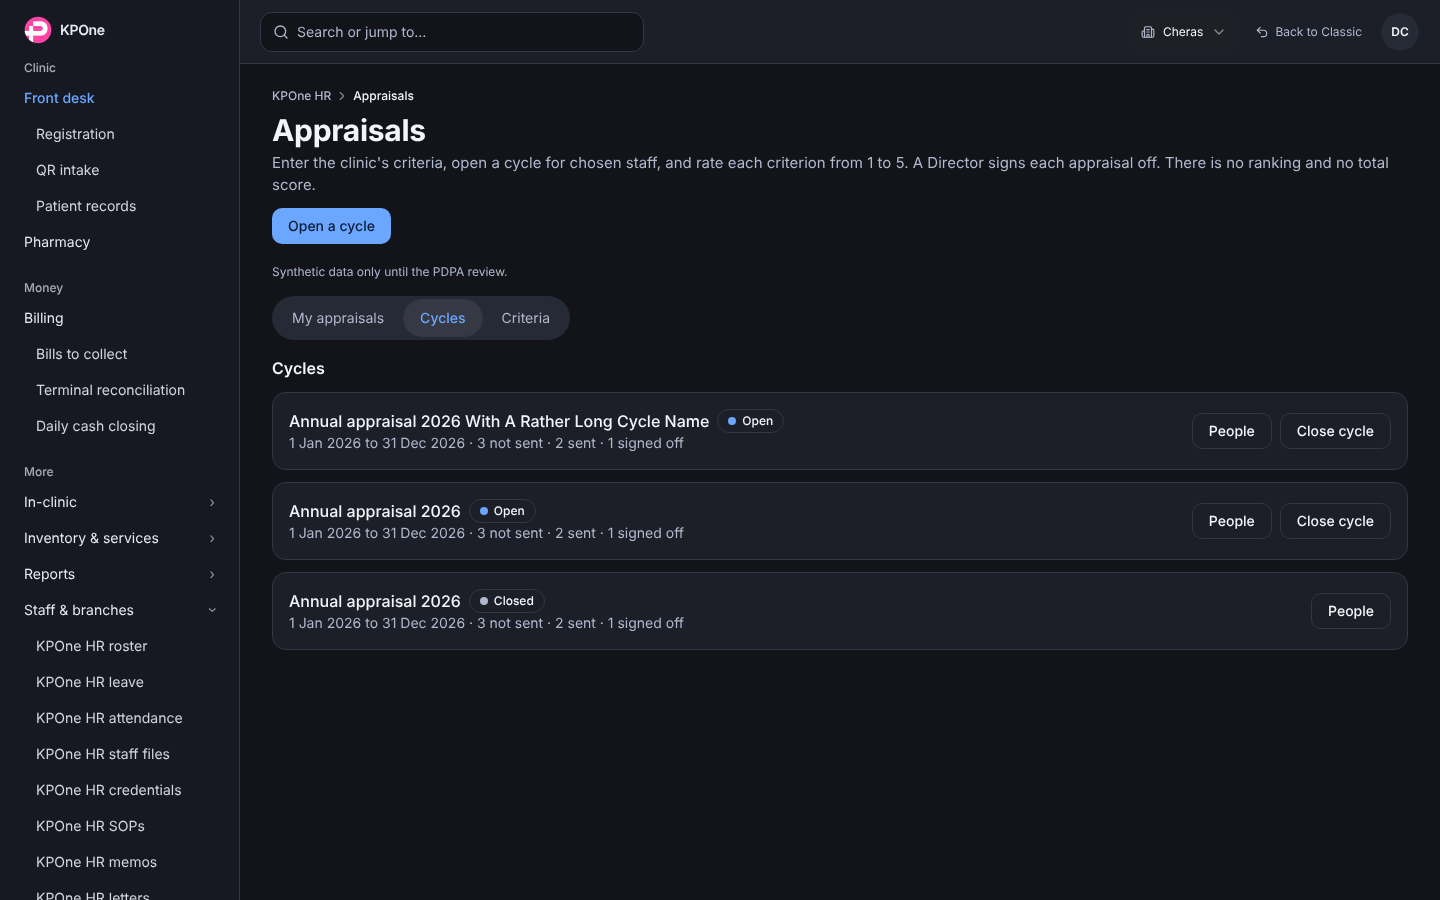 KPOne
Clinic
Front desk
Registration
QR intake
Patient records
Pharmacy
Money
Billing
Bills to collect
Terminal reconciliation
Daily cash closing
More
In-clinic
Inventory & services
Reports
Staff & branches
KPOne HR roster
KPOne HR leave
KPOne HR attendance
KPOne HR staff files
KPOne HR credentials
KPOne HR SOPs
KPOne HR memos
KPOne HR letters
Search or jump to...
Cheras
Back to Classic
DC
KPOne HR > Appraisals
Appraisals
Enter the clinic's criteria, open a cycle for chosen staff, and rate each criterion from 1 to 5. A Director signs each appraisal off. There is no ranking and no total
score.
Open a cycle
Synthetic data only until the PDPA review.
My appraisals Cycles Criteria
Cycles
Annual appraisal 2026 With A Rather Long Cycle Name Open
1 Jan 2026 to 31 Dec 2026 · 3 not sent · 2 sent · 1 signed off
People Close cycle
Annual appraisal 2026 Open
1 Jan 2026 to 31 Dec 2026 · 3 not sent · 2 sent · 1 signed off
People Close cycle
Annual appraisal 2026 Closed
1 Jan 2026 to 31 Dec 2026 · 3 not sent · 2 sent · 1 signed off
People